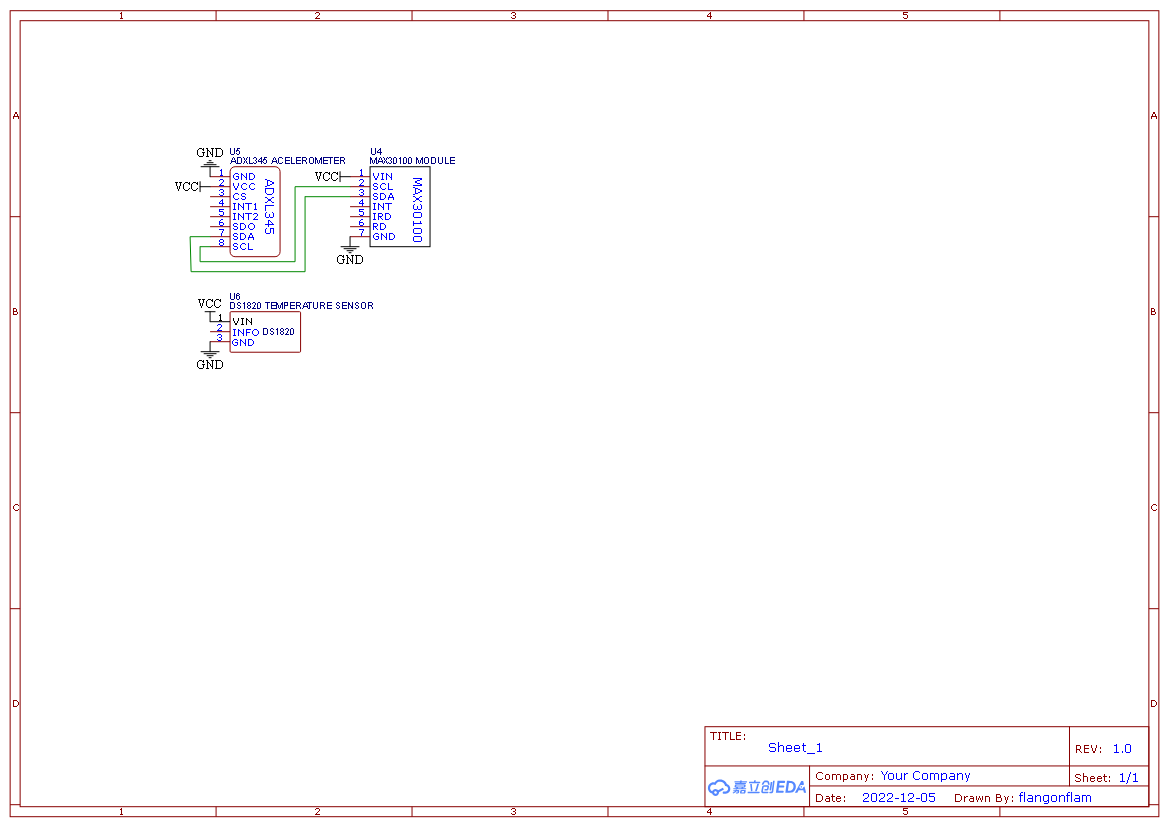 1 2 3 4 5
A A
B B
C C
D D
GND
U5
ADXL345 ACELEROMETER
VCC
1 GND
2 VCC
3 CS
4 INT1
5 INT2
6 SDO
7 SDA
8 SCL
ADXL345
U4
MAX30100 MODULE
VCC
1 VIN
2 SCL
3 SDA
4 INT
5 IRD
6 RD
7 GND
MAX30100
GND
U6
DS1820 TEMPERATURE SENSOR
VCC
1 VIN
2 INFO DS1820
3 GND
GND
TITLE:
Sheet_1
REV: 1.0
嘉立创EDA
Company: Your Company
Sheet: 1/1
Date: 2022-12-05 Drawn By: flangonflam
1 2 3 4 5